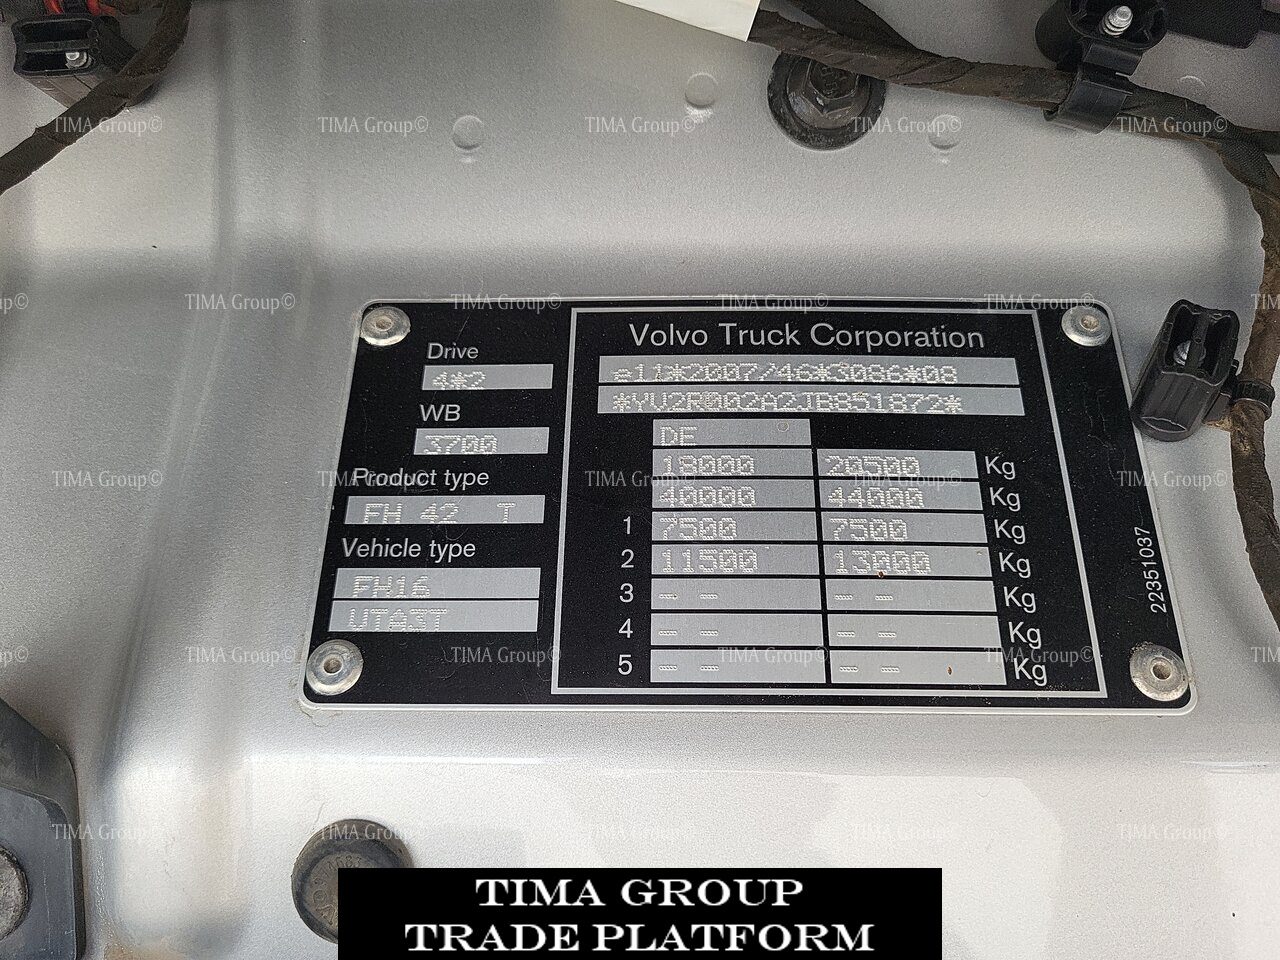 Volvo Truck Corporation
Drive
4*2
WB
3700
Product type
FH 42 T
Vehicle type
FH16
VTA3T
e11*2007/46*3086*08
*YV2R002A2JB851872*
DE
18000 20500 Kg
40000 44000 Kg
1 7500 7500 Kg
2 11500 13000 Kg
3 -- -- -- -- Kg
4 -- -- -- -- Kg
5 -- -- -- -- Kg
22351037
TIMA Group©
TIMA GROUP
TRADE PLATFORM